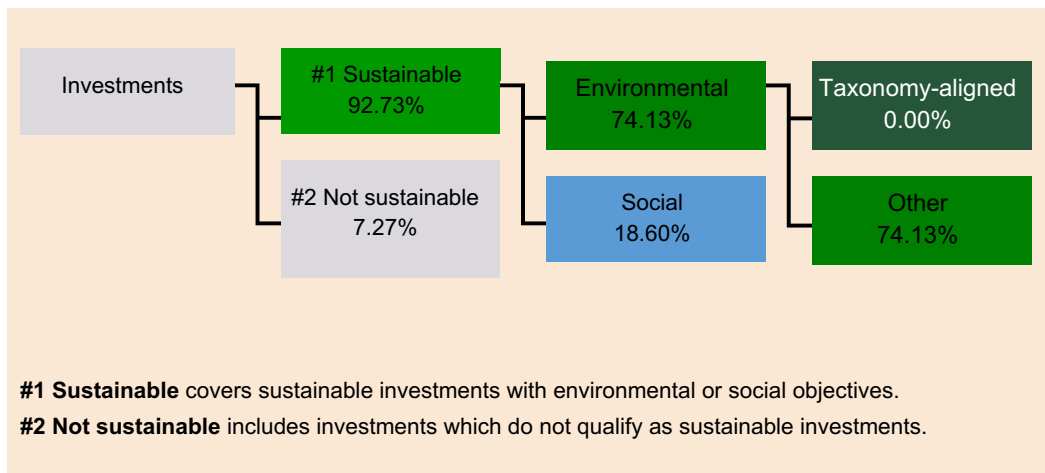 Investments
#1 Sustainable
92.73%
#2 Not sustainable
7.27%
Environmental
74.13%
Social
18.60%
Taxonomy-aligned
0.00%
Other
74.13%
#1 Sustainable covers sustainable investments with environmental or social objectives.
#2 Not sustainable includes investments which do not qualify as sustainable investments.